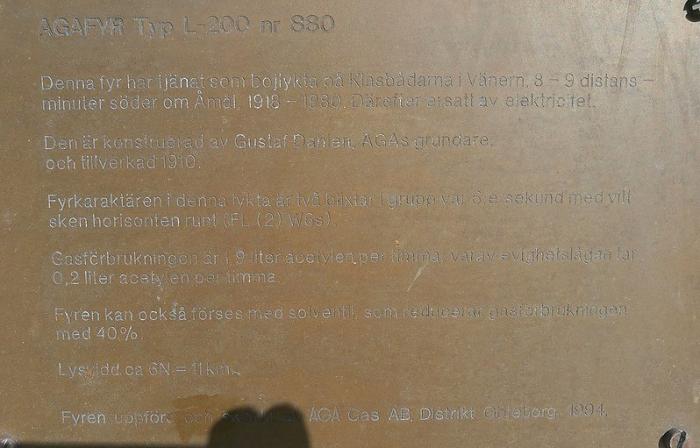 AGAFYR Typ L-200 nr 880
Denna fyr har tjänat som bojlykta på Klasbådarna i Vänern, 8 - 9 distans-
minuter söder om Åmål, 1918 - 1980. Därefter ersatt av elektricitet.
Den är konstruerad av Gustaf Dahlén, AGAs grundare,
och tillverkad 1910.
Fyrkaraktären i denna lykta är två blixtar i grupp var 6:e sekund med vitt
sken horisonten runt (FL (2) W6s).
Gasförbrukningen är 1,9 liter acetylen per timma, varav evighetslågan tar
0,2 liter acetylen per timma.
Fyren kan också förses med solventil, som reducerar gasförbrukningen
med 40%.
Lysvidd ca 6N = 11km.
Fyren uppförd och AGA Gas AB, Distrikt Göteborg, 1994.